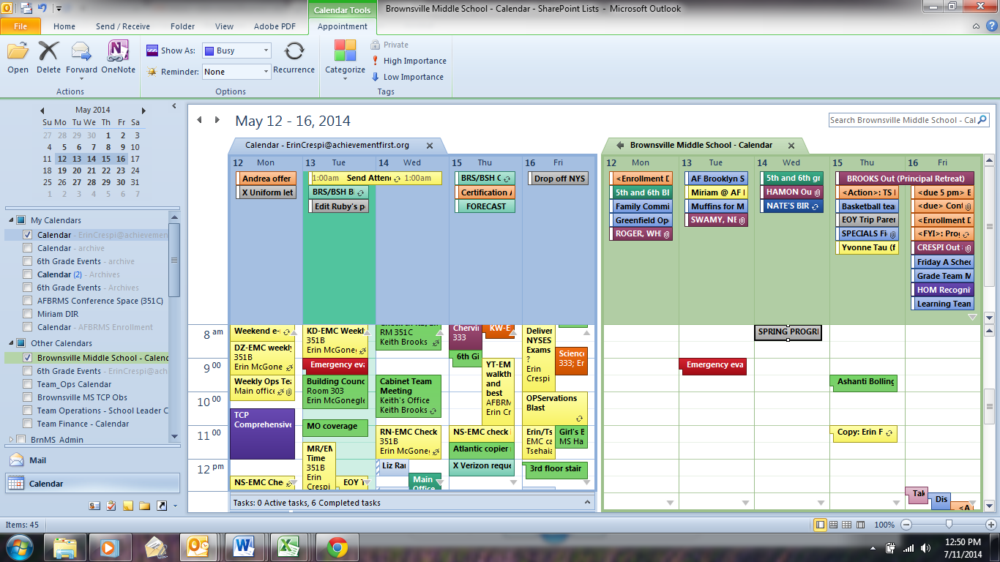 Calendar Tools
Brownsville Middle School - Calendar - SharePoint Lists - Microsoft Outlook
File
Home
Send / Receive
Folder
View
Adobe PDF
Appointment
Open
Delete
Forward
OneNote
Actions
Show As:
Busy
Reminder:
None
Recurrence
Options
Categorize
Private
High Importance
Low Importance
Tags
May 2014
Su Mo Tu We Th Fr Sa
27 28 29 30 1 2 3
4 5 6 7 8 9 10
11 12 13 14 15 16 17
18 19 20 21 22 23 24
25 26 27 28 29 30 31
1 2 3 4 5 6 7
My Calendars
Calendar - ErinCrespi@achievemen
Calendar - archive
6th Grade Events - archive
Calendar (2) - Archives
6th Grade Events - Archives
AFBRMS Conference Space (351C)
Miriam DIR
Calendar - AFBRMS Enrollment
Other Calendars
Brownsville Middle School - Calend
6th Grade Events - ErinCrespi@ach
Team_Ops Calendar
Brownsville MS TCP Obs
Team Operations - School Leader C
Team Finance - Calendar
BrnMS_Admin
Mail
Calendar
Items: 45
May 12 - 16, 2014
Search Brownsville Middle School - Cal
Calendar - ErinCrespi@achievementfirst.org
12 Mon
13 Tue
14 Wed
15 Thu
16 Fri
Andrea offer
X Uniform let
1:00am Send Attend 1:00am
BRS/BSH B
Edit Ruby's p
BRS/BSH C
Certification
FORECAST
Drop off NYS
8 am
9 00
10 00
11 00
12 pm
Weekend e-
DZ-EMC weekly
351B
Erin McGone
Weekly Ops Te
Main office
TCP
Comprehensive
NS-EMC Che
KD-EMC Weekl
351B
Erin McGoneg
Emergency eva
Building Counc
Room 303
Erin McGonegle
MO coverage
MR/EM
Time
351B
Erin
Crespi
EOY T
RM 351C
Keith Brooks
Cabinet Team
Meeting
Keith's Office
Keith Brooks
RN-EMC Check
351B
Erin McGoneg
Liz Ran
Main
Office
Chervil
333
KW-E
6th Gi
YT-EM
walkth
and
best
AFBRM
Erin Cr
NS-EMC check
Atlantic copier
X Verizon reque
Deliver
NYSES
Exams
?
Erin
Crespi
Science
333; Er
OPServations
Blast
Erin/Ts
EMC ca
Tsehaia
Girl's E
MS Ha
3rd floor stair
Tasks: 0 Active tasks, 6 Completed tasks
Brownsville Middle School - Calendar
12 Mon
13 Tue
14 Wed
15 Thu
16 Fri
<Enrollment D
5th and 6th BI
Family Commi
Greenfield Op
ROGER, WHI
AF Brooklyn S
Miriam @ AF
Muffins for M
SWAMY, NE
5th and 6th gr
HAMON Ou
NATE'S BIR
BROOKS Out (Principal Retreat)
<Action>: TS
Basketball tea
EOY Trip Pare
SPECIALS Fi
Yvonne Tau (f
<due 5 pm> E
<due> Con
<Enrollment D
<FYI>: Pro
CRESPI Out
Friday A Sched
Grade Team M
HOM Recogni
Learning Team
SPRING PROGRE
Emergency eva
Ashanti Bolling
Copy: Erin F
Tak
Dis
<A
100%
12:50 PM
7/11/2014